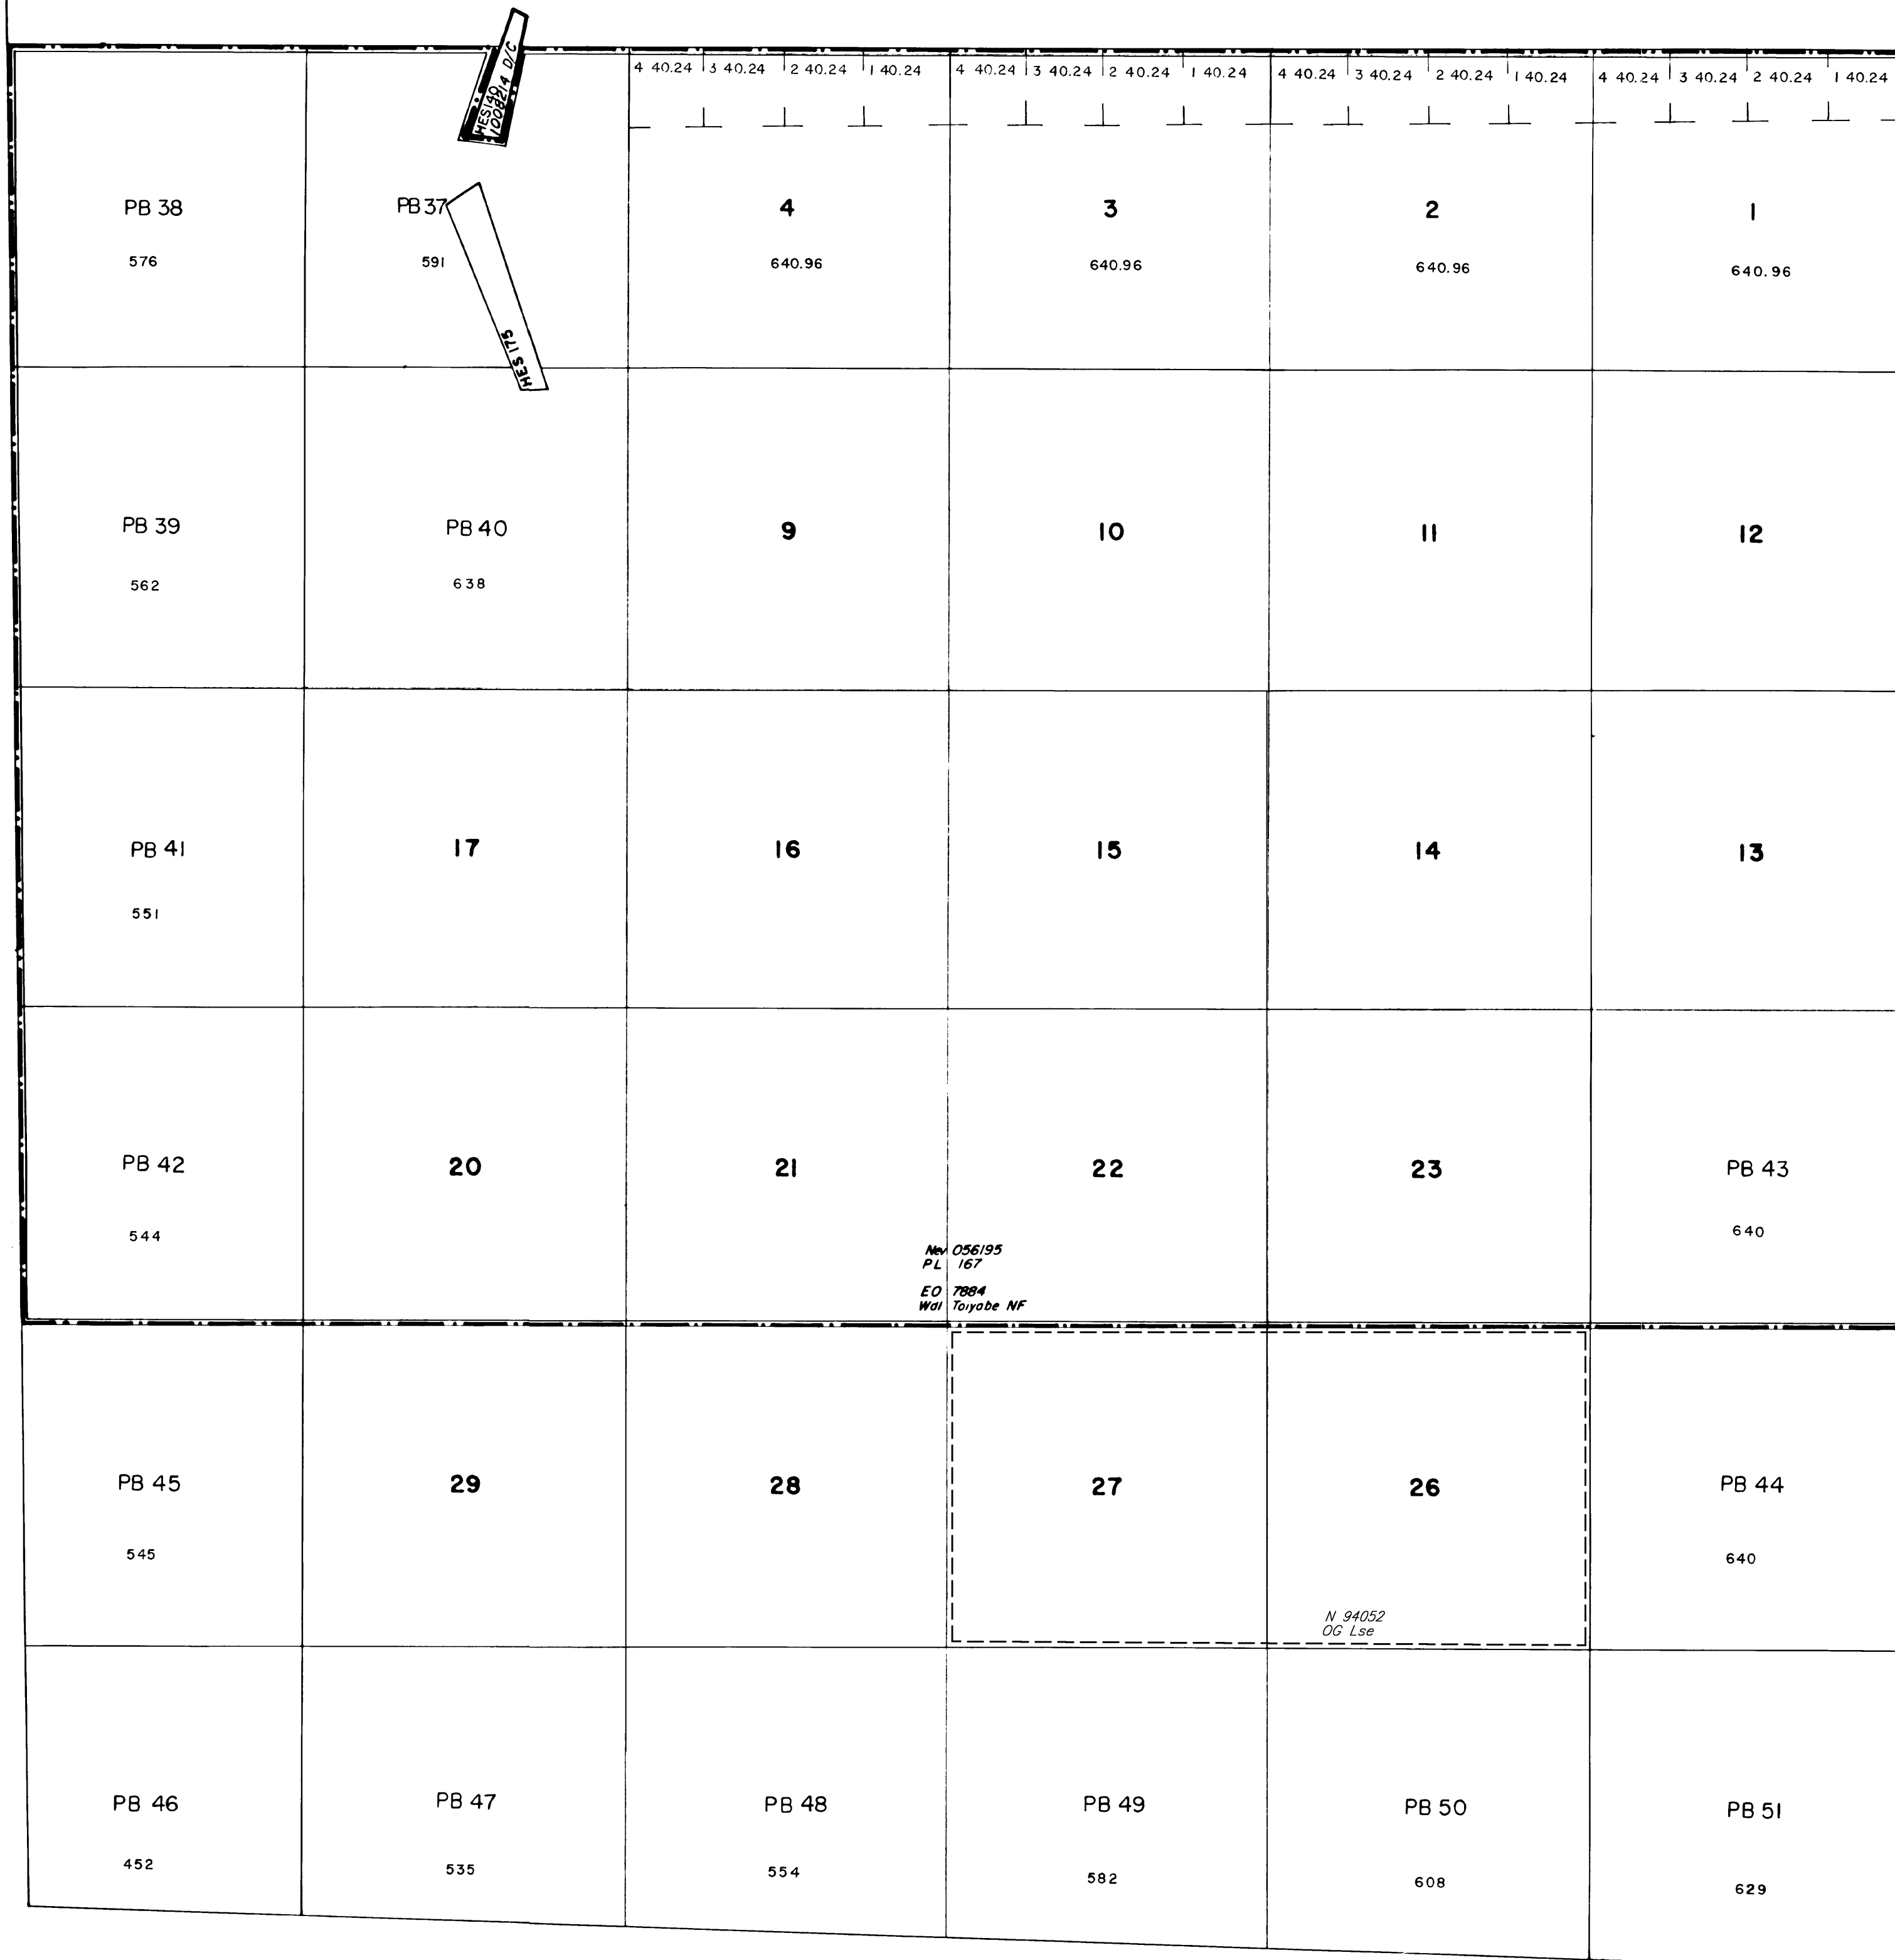 HES 140
1008214 D/C
4 40.24 3 40.24 2 40.24 1 40.24 4 40.24 3 40.24 2 40.24 1 40.24 4 40.24 3 40.24 2 40.24 1 40.24 4 40.24 3 40.24 2 40.24 1 40.24
PB 38 PB 37 4 3 2 1
576 591 640.96 640.96 640.96 640.96
HES 175
PB 39 PB 40 9 10 11 12
562 638
PB 41 17 16 15 14 13
551
PB 42 20 21 22 23 PB 43
544 640
Nev 056195
PL 167
EO 7884
Wdl Toiyabe NF
PB 45 29 28 27 26 PB 44
545 640
N 94052
OG Lse
PB 46 PB 47 PB 48 PB 49 PB 50 PB 51
452 535 554 582 608 629